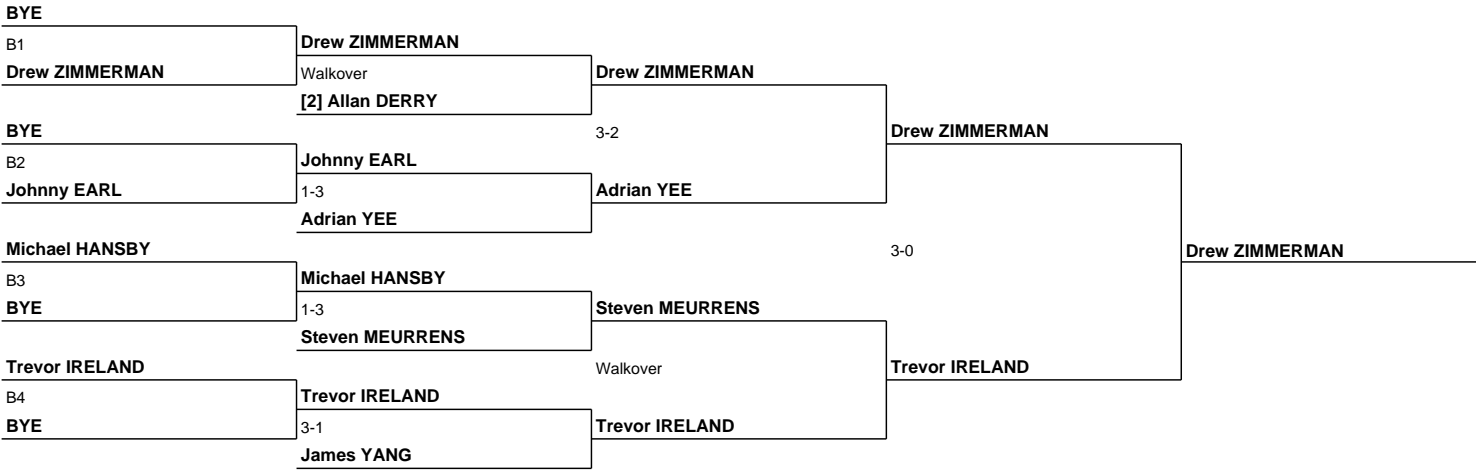 BYE
B1
Drew ZIMMERMAN
Drew ZIMMERMAN
Walkover
Drew ZIMMERMAN
[2] Allan DERRY
BYE
3-2
Drew ZIMMERMAN
B2
Johnny EARL
Johnny EARL
1-3
Adrian YEE
Adrian YEE
Michael HANSBY
3-0
Drew ZIMMERMAN
B3
Michael HANSBY
BYE
1-3
Steven MEURRENS
Steven MEURRENS
Trevor IRELAND
Walkover
Trevor IRELAND
B4
Trevor IRELAND
BYE
3-1
Trevor IRELAND
James YANG